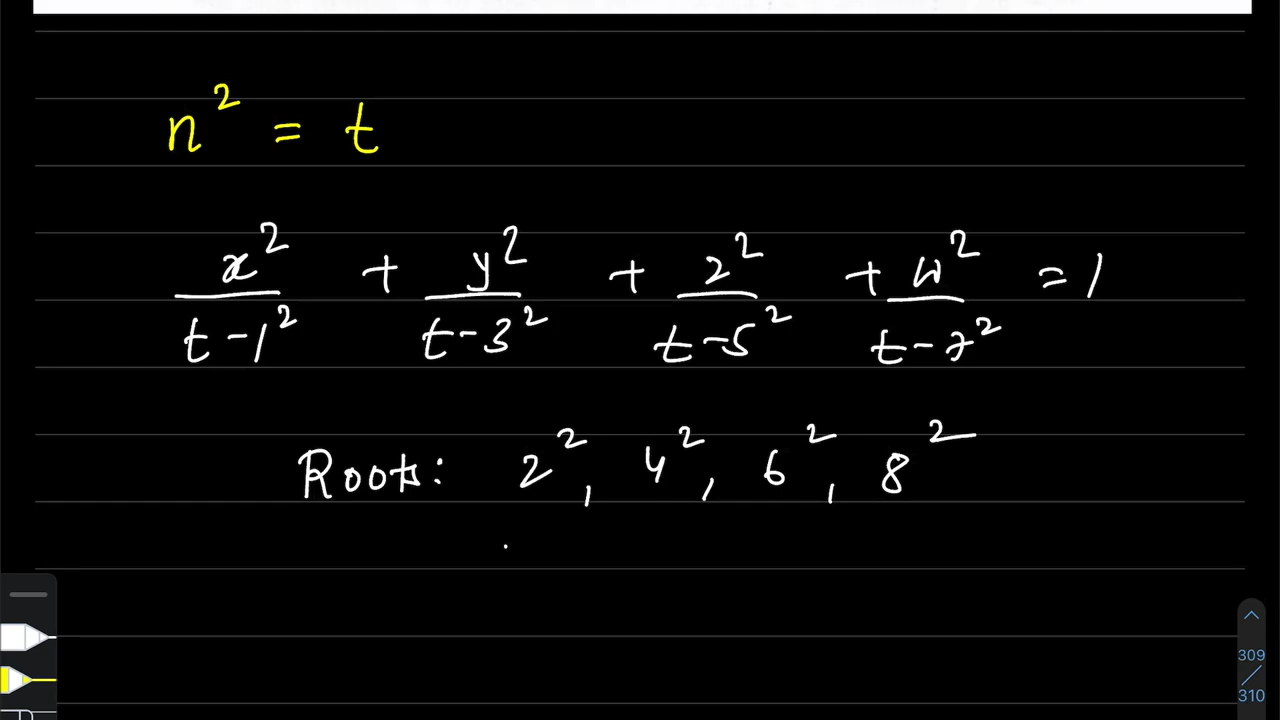 n² = t
x²/(t-1²) + y²/(t-3²) + z²/(t-5²) + w²/(t-7²) = 1
Roots: 2², 4², 6², 8²
309
310